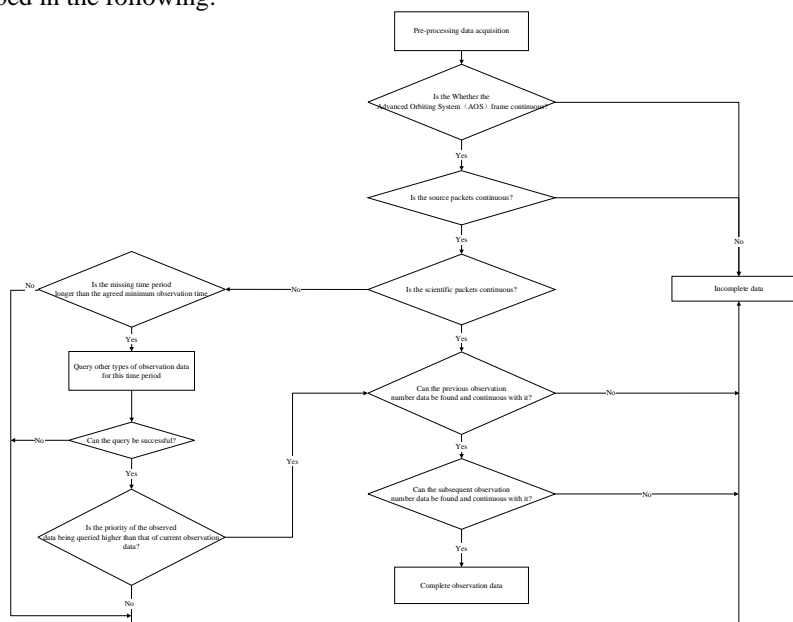 bed in the following:
Pre-processing data acquisition
Is the Whether the
Advanced Orbiting System（AOS）frame continuous?
Yes
Is the source packets continuous?
Yes
No
Is the missing time period
longer than the agreed minimum observation time
No
No
Is the scientific packets continuous?
Incomplete data
Yes
Yes
Query other types of observation data
for this time period
Can the previous observation
number data be found and continuous with it?
No
No
Can the query be successful?
Yes
Yes
Yes
Can the subsequent observation
number data be found and continuous with it?
No
Is the priority of the observed
data being queried higher than that of current observation
data?
Yes
Complete observation data
No